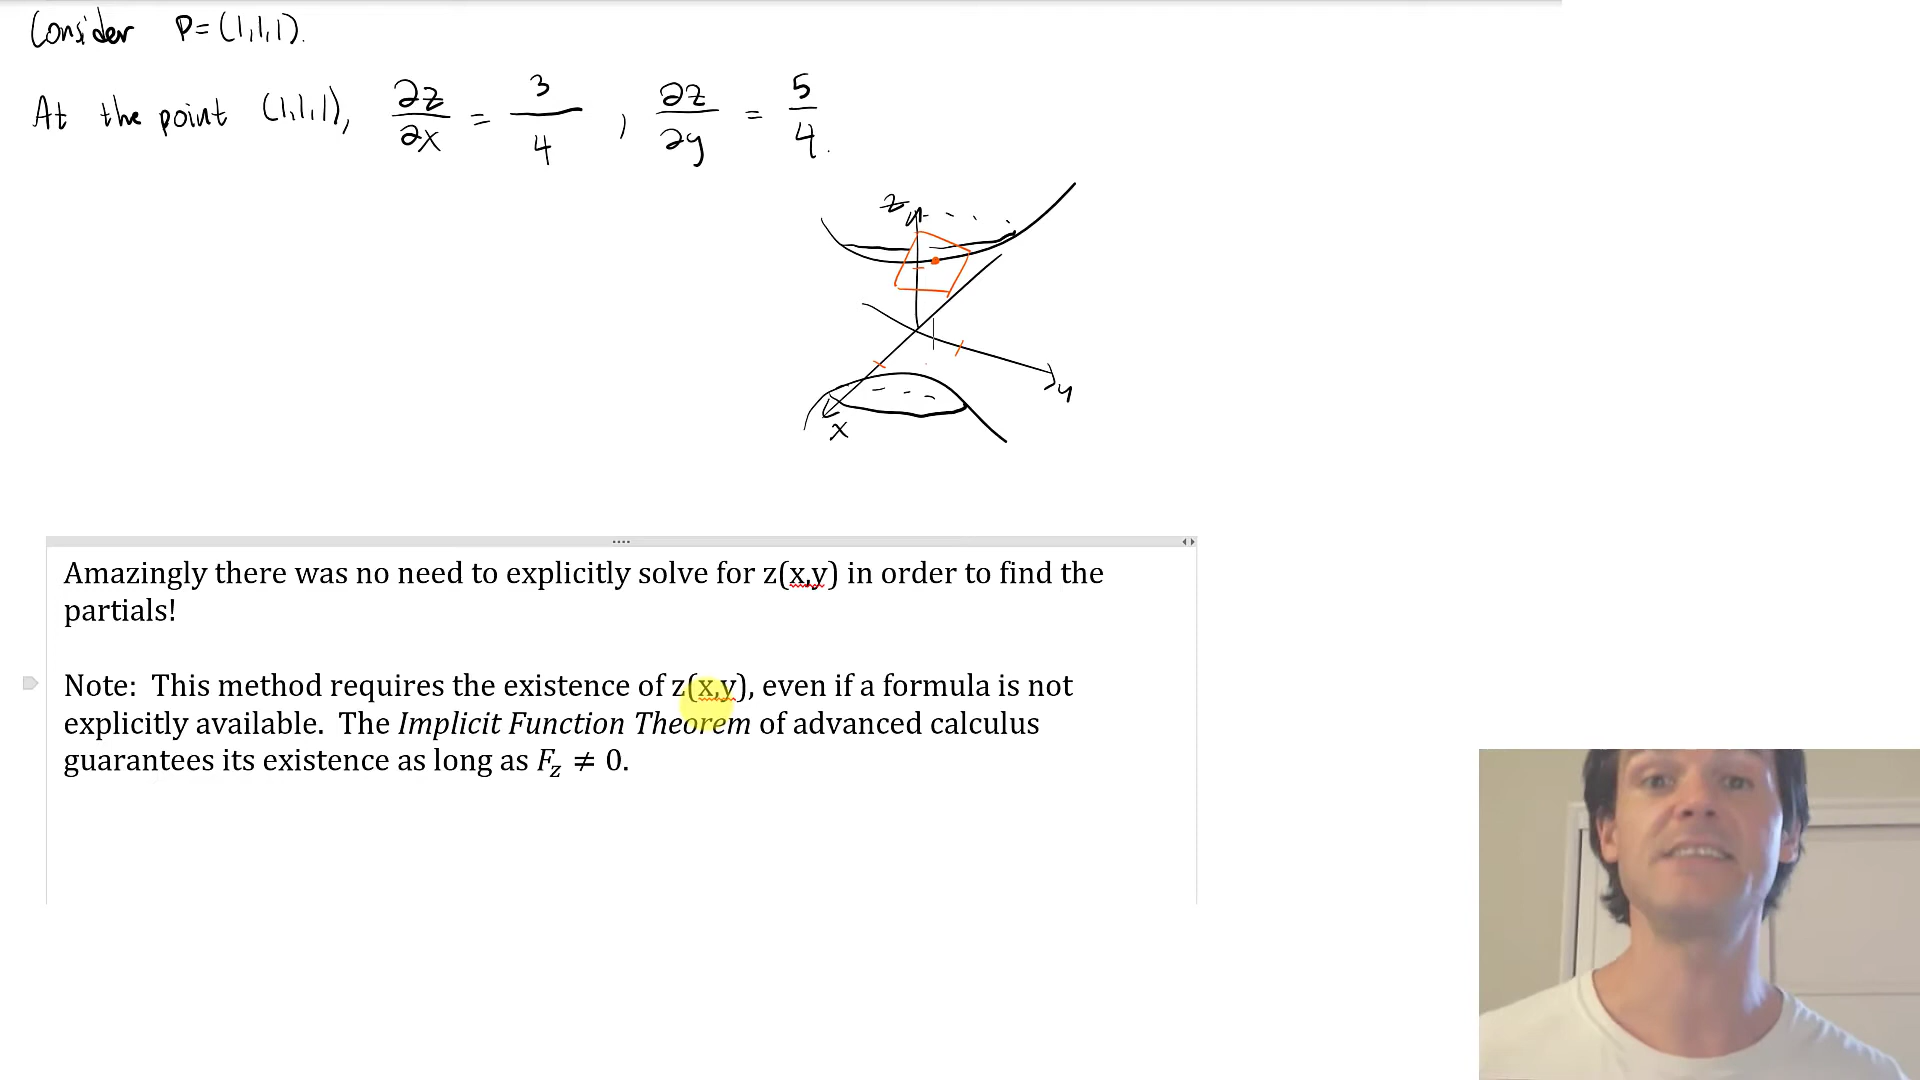 Consider P=(1,1,1).
At the point (1,1,1), ∂z/∂x = 3/4 , ∂z/∂y = 5/4.
z
y
x
Amazingly there was no need to explicitly solve for z(x,y) in order to find the
partials!
Note: This method requires the existence of z(x,y), even if a formula is not
explicitly available. The Implicit Function Theorem of advanced calculus
guarantees its existence as long as F_z ≠ 0.